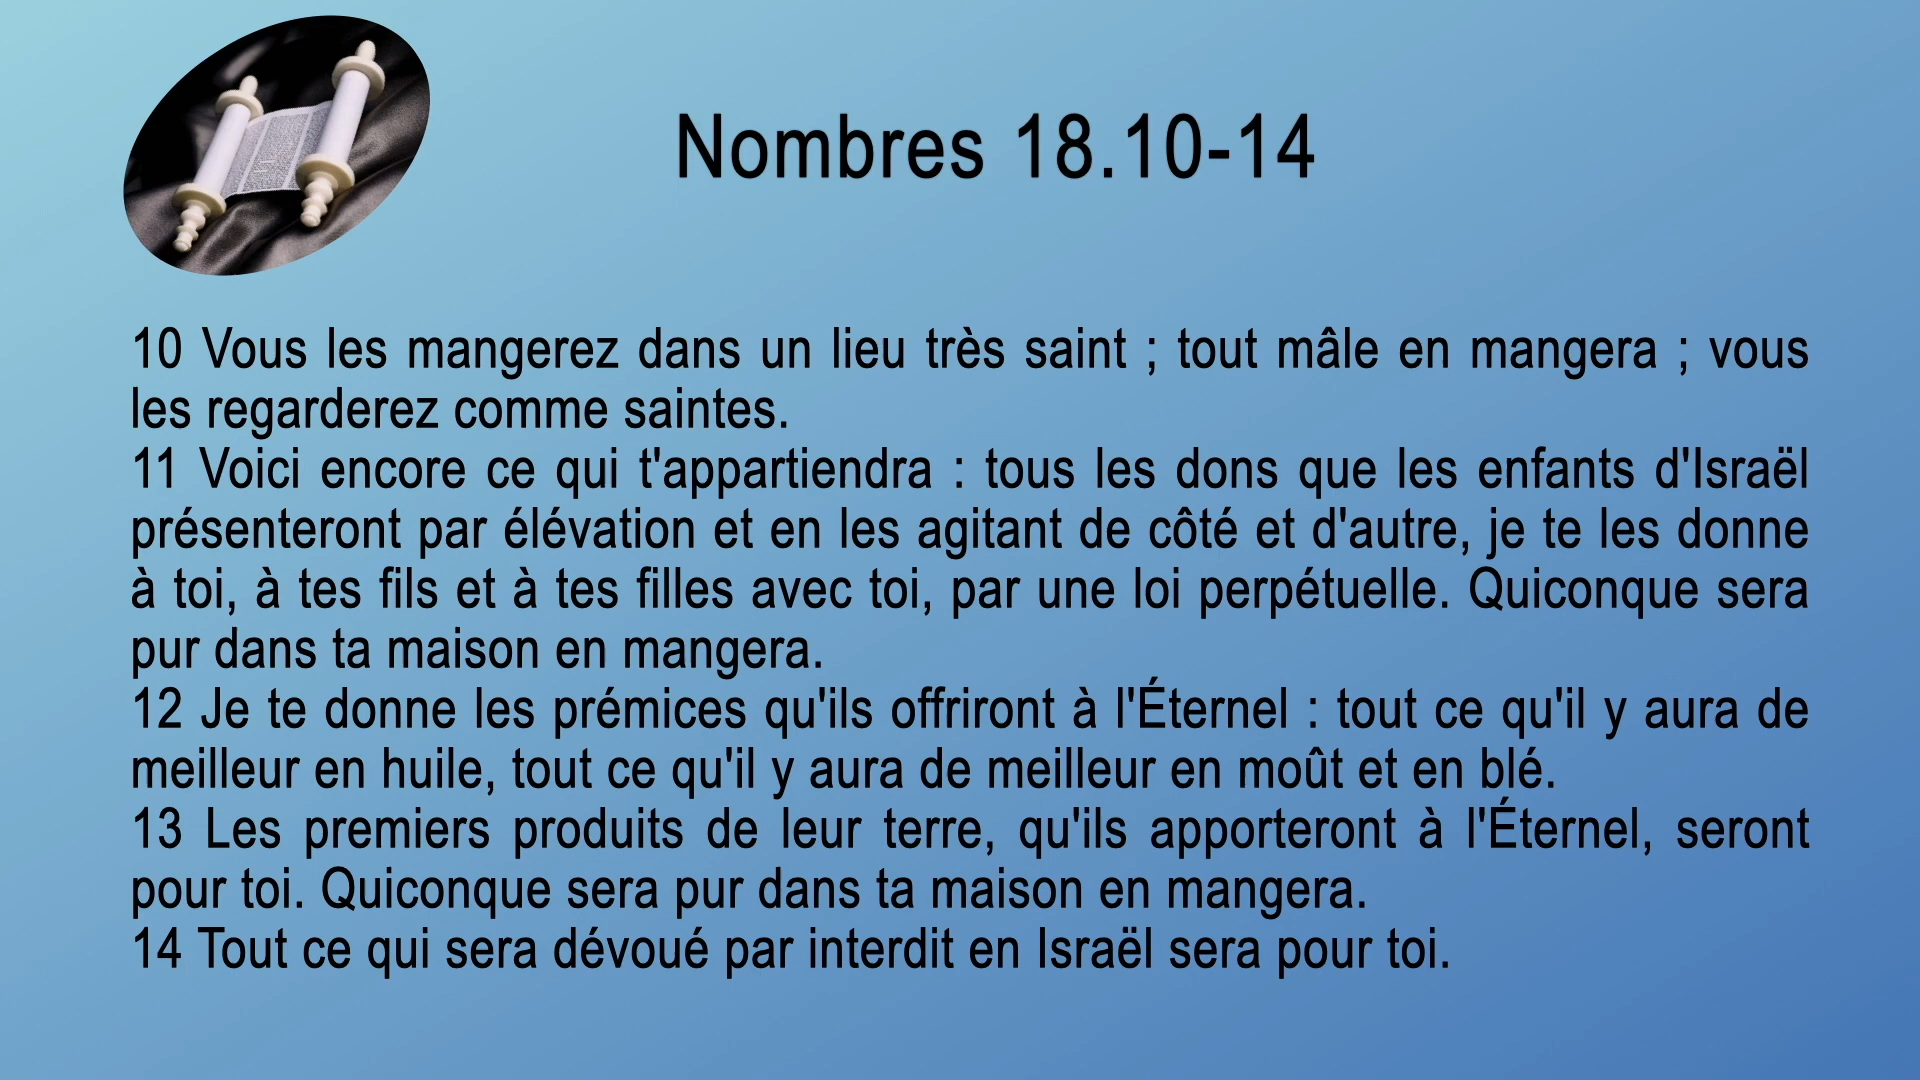 Nombres 18.10-14
10 Vous les mangerez dans un lieu très saint ; tout mâle en mangera ; vous
les regarderez comme saintes.
11 Voici encore ce qui t'appartiendra : tous les dons que les enfants d'Israël
présenteront par élévation et en les agitant de côté et d'autre, je te les donne
à toi, à tes fils et à tes filles avec toi, par une loi perpétuelle. Quiconque sera
pur dans ta maison en mangera.
12 Je te donne les prémices qu'ils offriront à l'Éternel : tout ce qu'il y aura de
meilleur en huile, tout ce qu'il y aura de meilleur en moût et en blé.
13 Les premiers produits de leur terre, qu'ils apporteront à l'Éternel, seront
pour toi. Quiconque sera pur dans ta maison en mangera.
14 Tout ce qui sera dévoué par interdit en Israël sera pour toi.